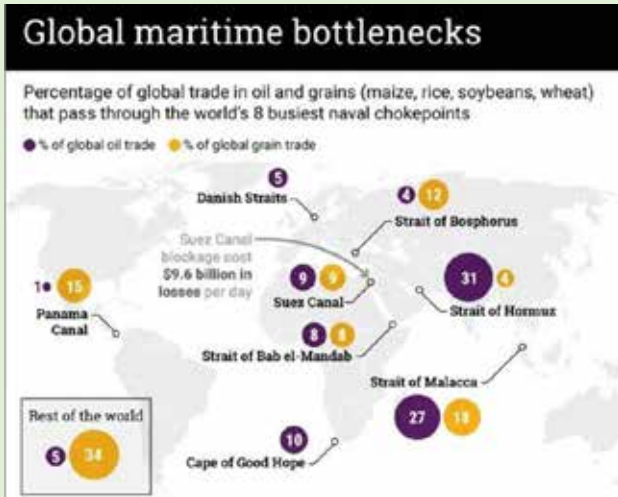 Global maritime bottlenecks
Percentage of global trade in oil and grains (maize, rice, soybeans, wheat)
that pass through the world's 8 busiest naval chokepoints
% of global oil trade % of global grain trade
5
Danish Straits
4 12
Strait of Bosphorus
Suez Canal
blockage cost
$9.6 billion in
losses per day
9 9
Suez Canal
31 4
Strait of Hormuz
1 15
Panama
Canal
8 8
Strait of Bab el-Mandab
Strait of Malacca
27
Rest of the world
5 34
10
Cape of Good Hope